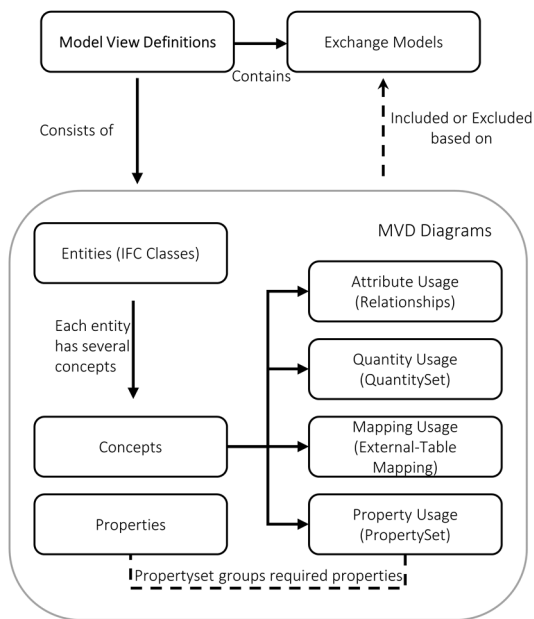 Model View Definitions
Exchange Models
Contains
Consists of
Included or Excluded
based on
MVD Diagrams
Entities (IFC Classes)
Attribute Usage
(Relationships)
Each entity
has several
concepts
Quantity Usage
(QuantitySet)
Concepts
Mapping Usage
(External-Table
Mapping)
Properties
Property Usage
(PropertySet)
Propertyset groups required properties